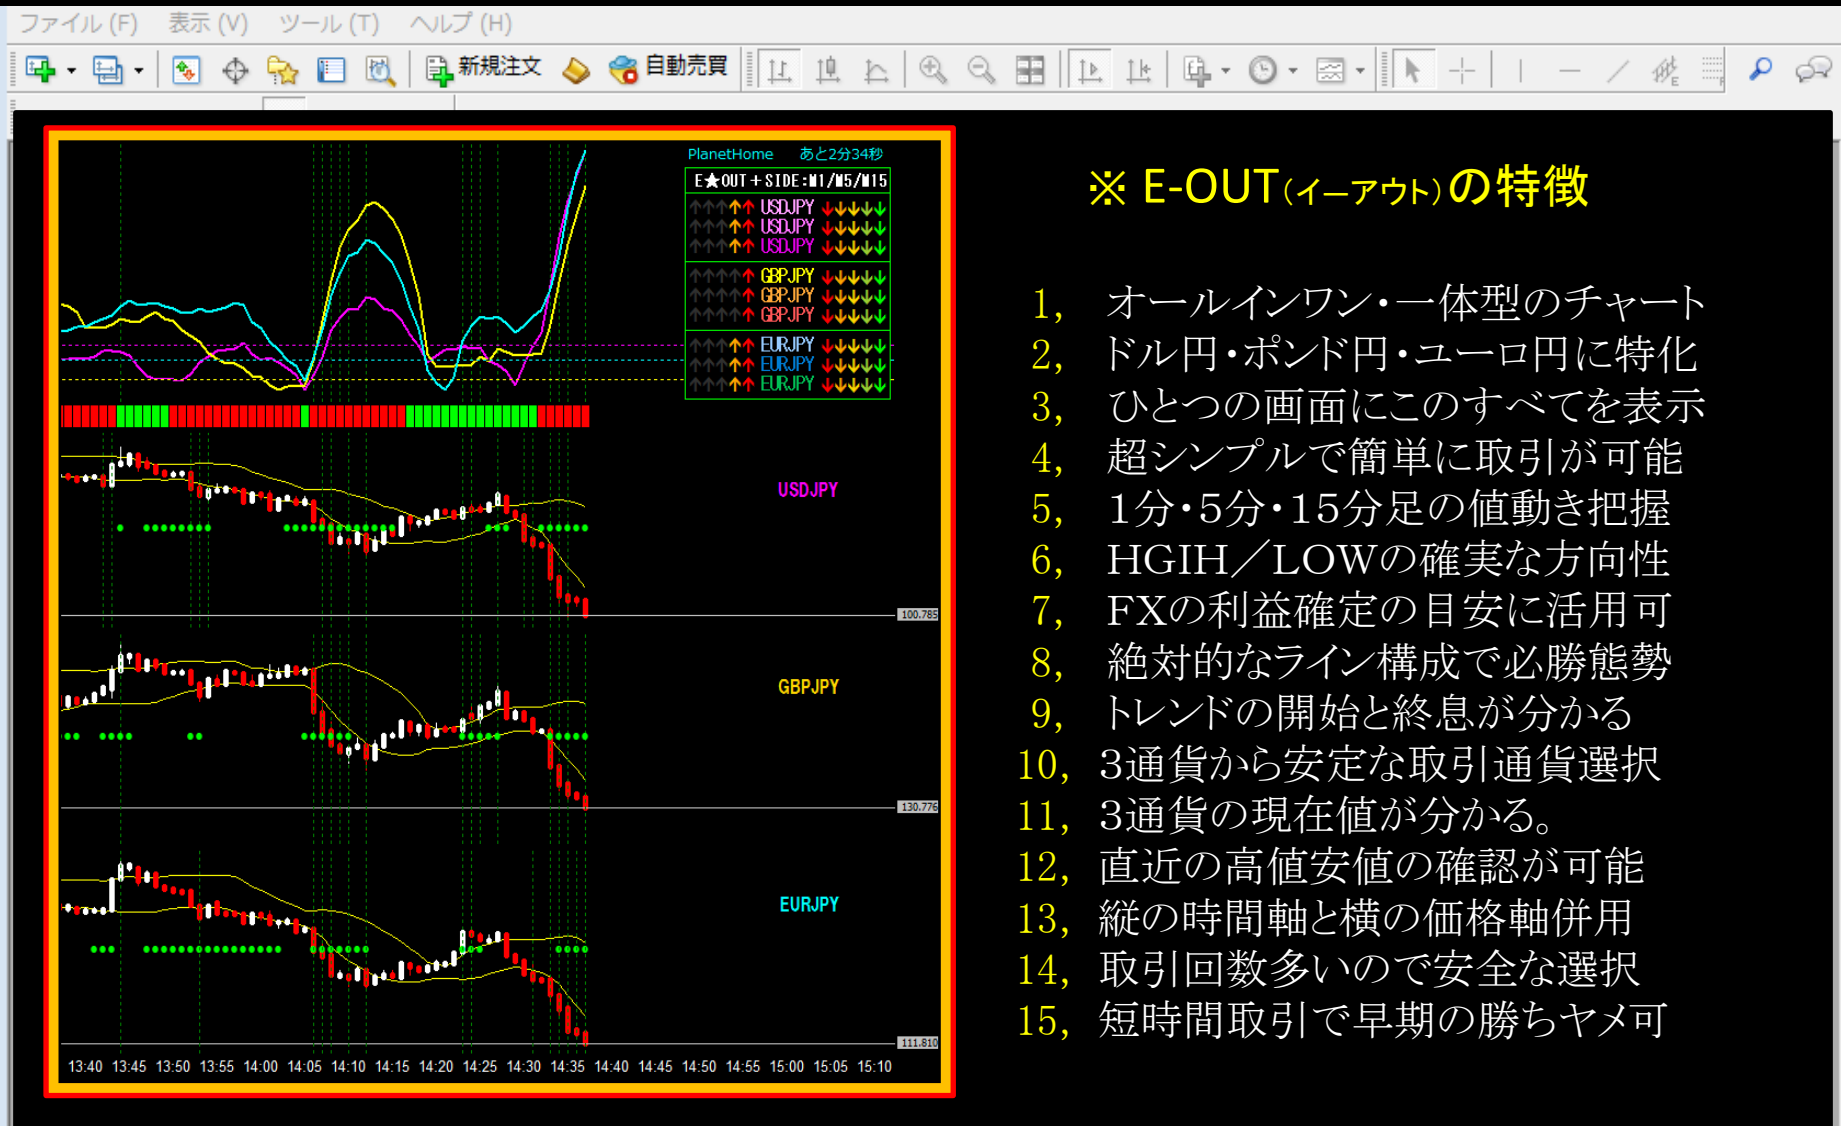 ファイル (F) 表示 (V) ツール (T) ヘルプ (H)
新規注文 自動売買
PlanetHome あと2分34秒
E★OUT+SIDE:M1/M5/M15
↑↑↑↑↑ USDJPY ↓↓↓↓↓
↑↑↑↑↑ USDJPY ↓↓↓↓↓
↑↑↑↑↑ USDJPY ↓↓↓↓↓
↑↑↑↑↑ GBPJPY ↓↓↓↓↓
↑↑↑↑↑ GBPJPY ↓↓↓↓↓
↑↑↑↑↑ GBPJPY ↓↓↓↓↓
↑↑↑↑↑ EURJPY ↓↓↓↓↓
↑↑↑↑↑ EURJPY ↓↓↓↓↓
↑↑↑↑↑ EURJPY ↓↓↓↓↓
USDJPY
100.785
GBPJPY
130.776
EURJPY
111.810
13:40 13:45 13:50 13:55 14:00 14:05 14:10 14:15 14:20 14:25 14:30 14:35 14:40 14:45 14:50 14:55 15:00 15:05 15:10
※ E-OUT(イーアウト)の特徴
1, オールインワン・一体型のチャート
2, ドル円・ポンド円・ユーロ円に特化
3, ひとつの画面にこのすべてを表示
4, 超シンプルで簡単に取引が可能
5, 1分・5分・15分足の値動き把握
6, HGIH/LOWの確実な方向性
7, FXの利益確定の目安に活用可
8, 絶対的なライン構成で必勝態勢
9, トレンドの開始と終息が分かる
10, 3通貨から安定な取引通貨選択
11, 3通貨の現在値が分かる。
12, 直近の高値安値の確認が可能
13, 縦の時間軸と横の価格軸併用
14, 取引回数多いので安全な選択
15, 短時間取引で早期の勝ちヤメ可